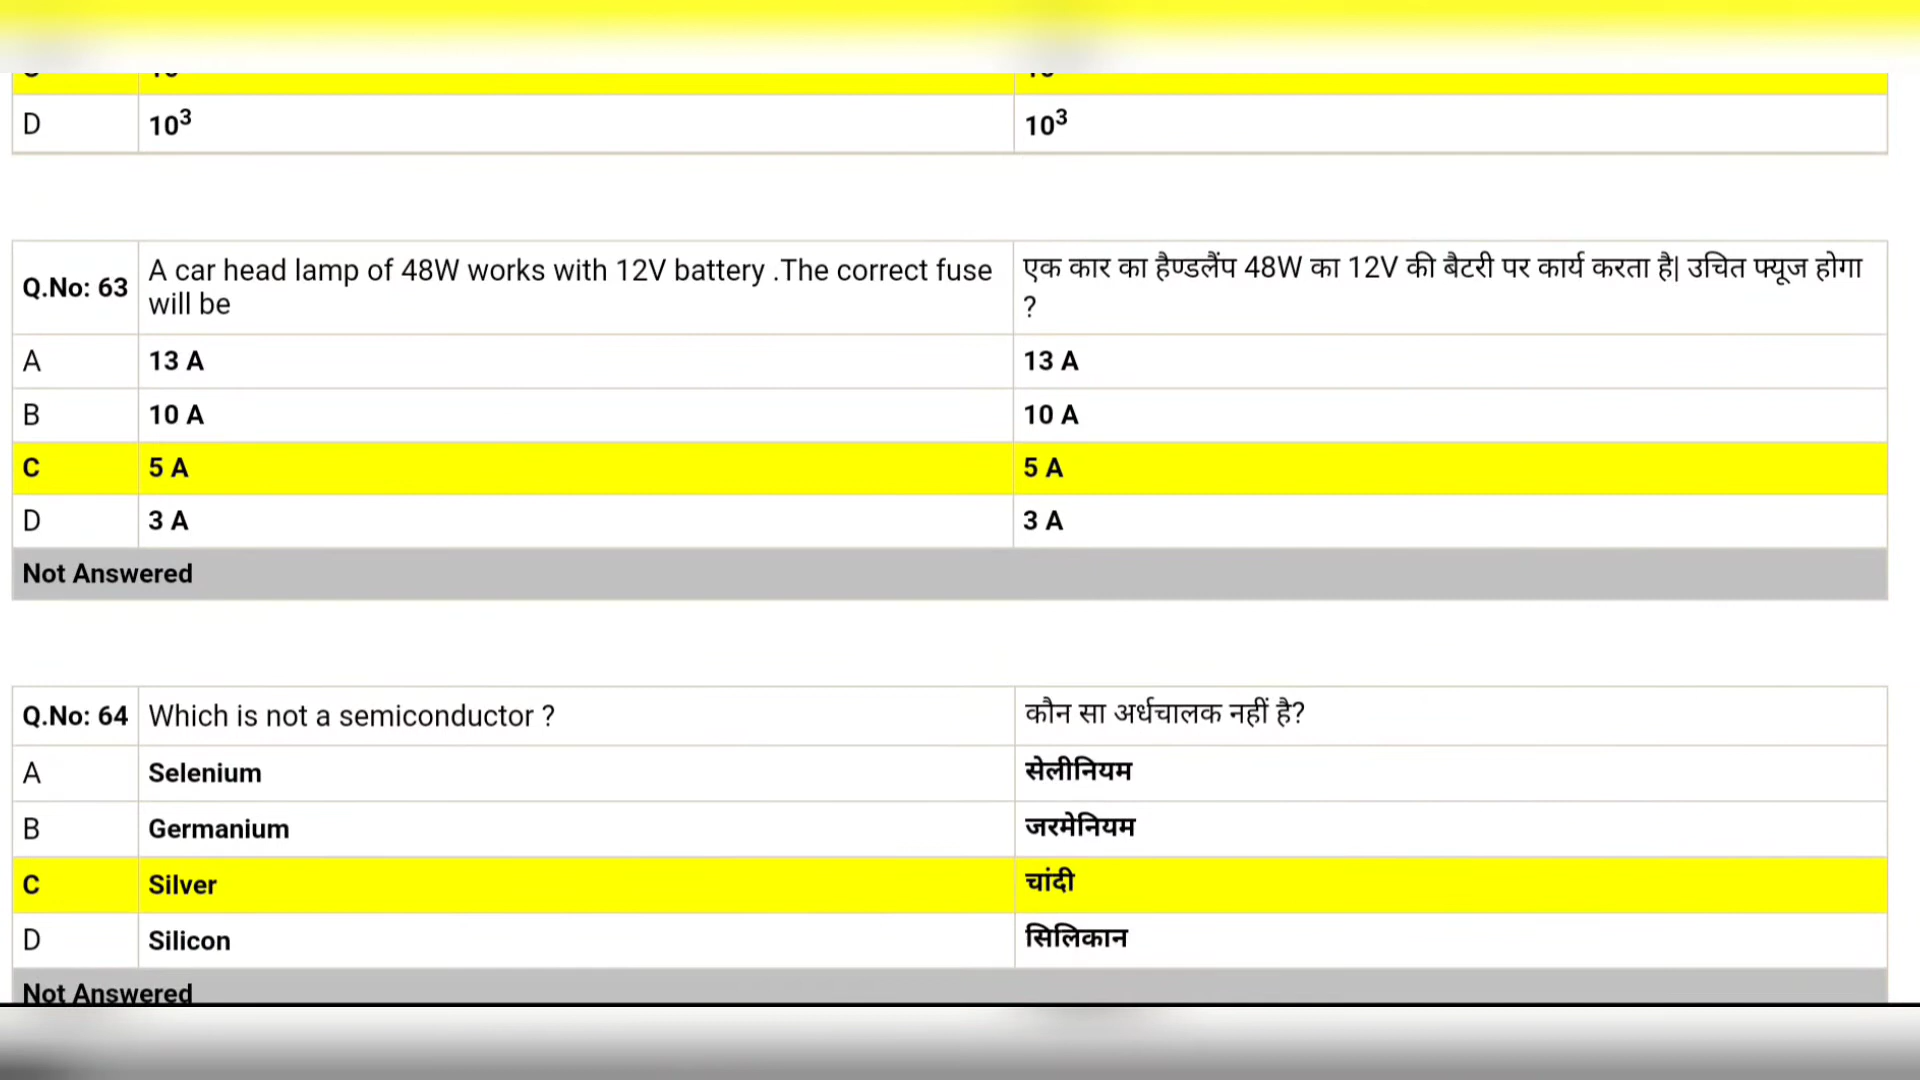 D 10³ 10³
Q.No: 63 A car head lamp of 48W works with 12V battery .The correct fuse will be एक कार का हैण्डलैंप 48W का 12V की बैटरी पर कार्य करता है| उचित फ्यूज होगा ?
A 13 A 13 A
B 10 A 10 A
C 5 A 5 A
D 3 A 3 A
Not Answered
Q.No: 64 Which is not a semiconductor ? कौन सा अर्धचालक नहीं है?
A Selenium सेलीनियम
B Germanium जरमेनियम
C Silver चांदी
D Silicon सिलिकान
Not Answered